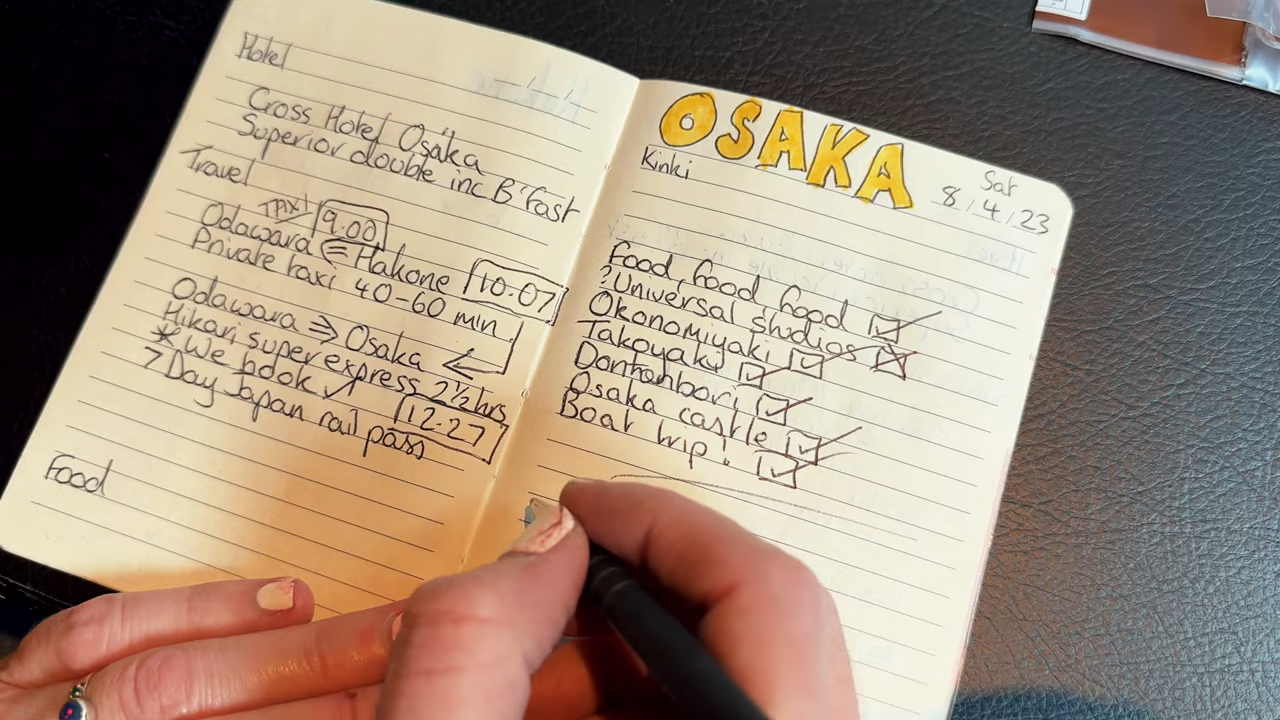 Hotel
Cross Hotel Osaka
Superior double inc B'fast
Travel
TAXI 9.00
Odawara ⇐ Hakone 10.07
Private taxi 40-60 min
Odawara ⇒ Osaka ←
Hikari super express 2½hrs
* We book ✓ 12.27
7 Day Japan rail pass
Food
OSAKA
Kinki
Sat
8/4/23
Food, food food ☑
?Universal studios ☒
Okonomiyaki ☑
Takoyaki ☑
Dontonbori ☑
Osaka castle ☑
Boat trip! ☑